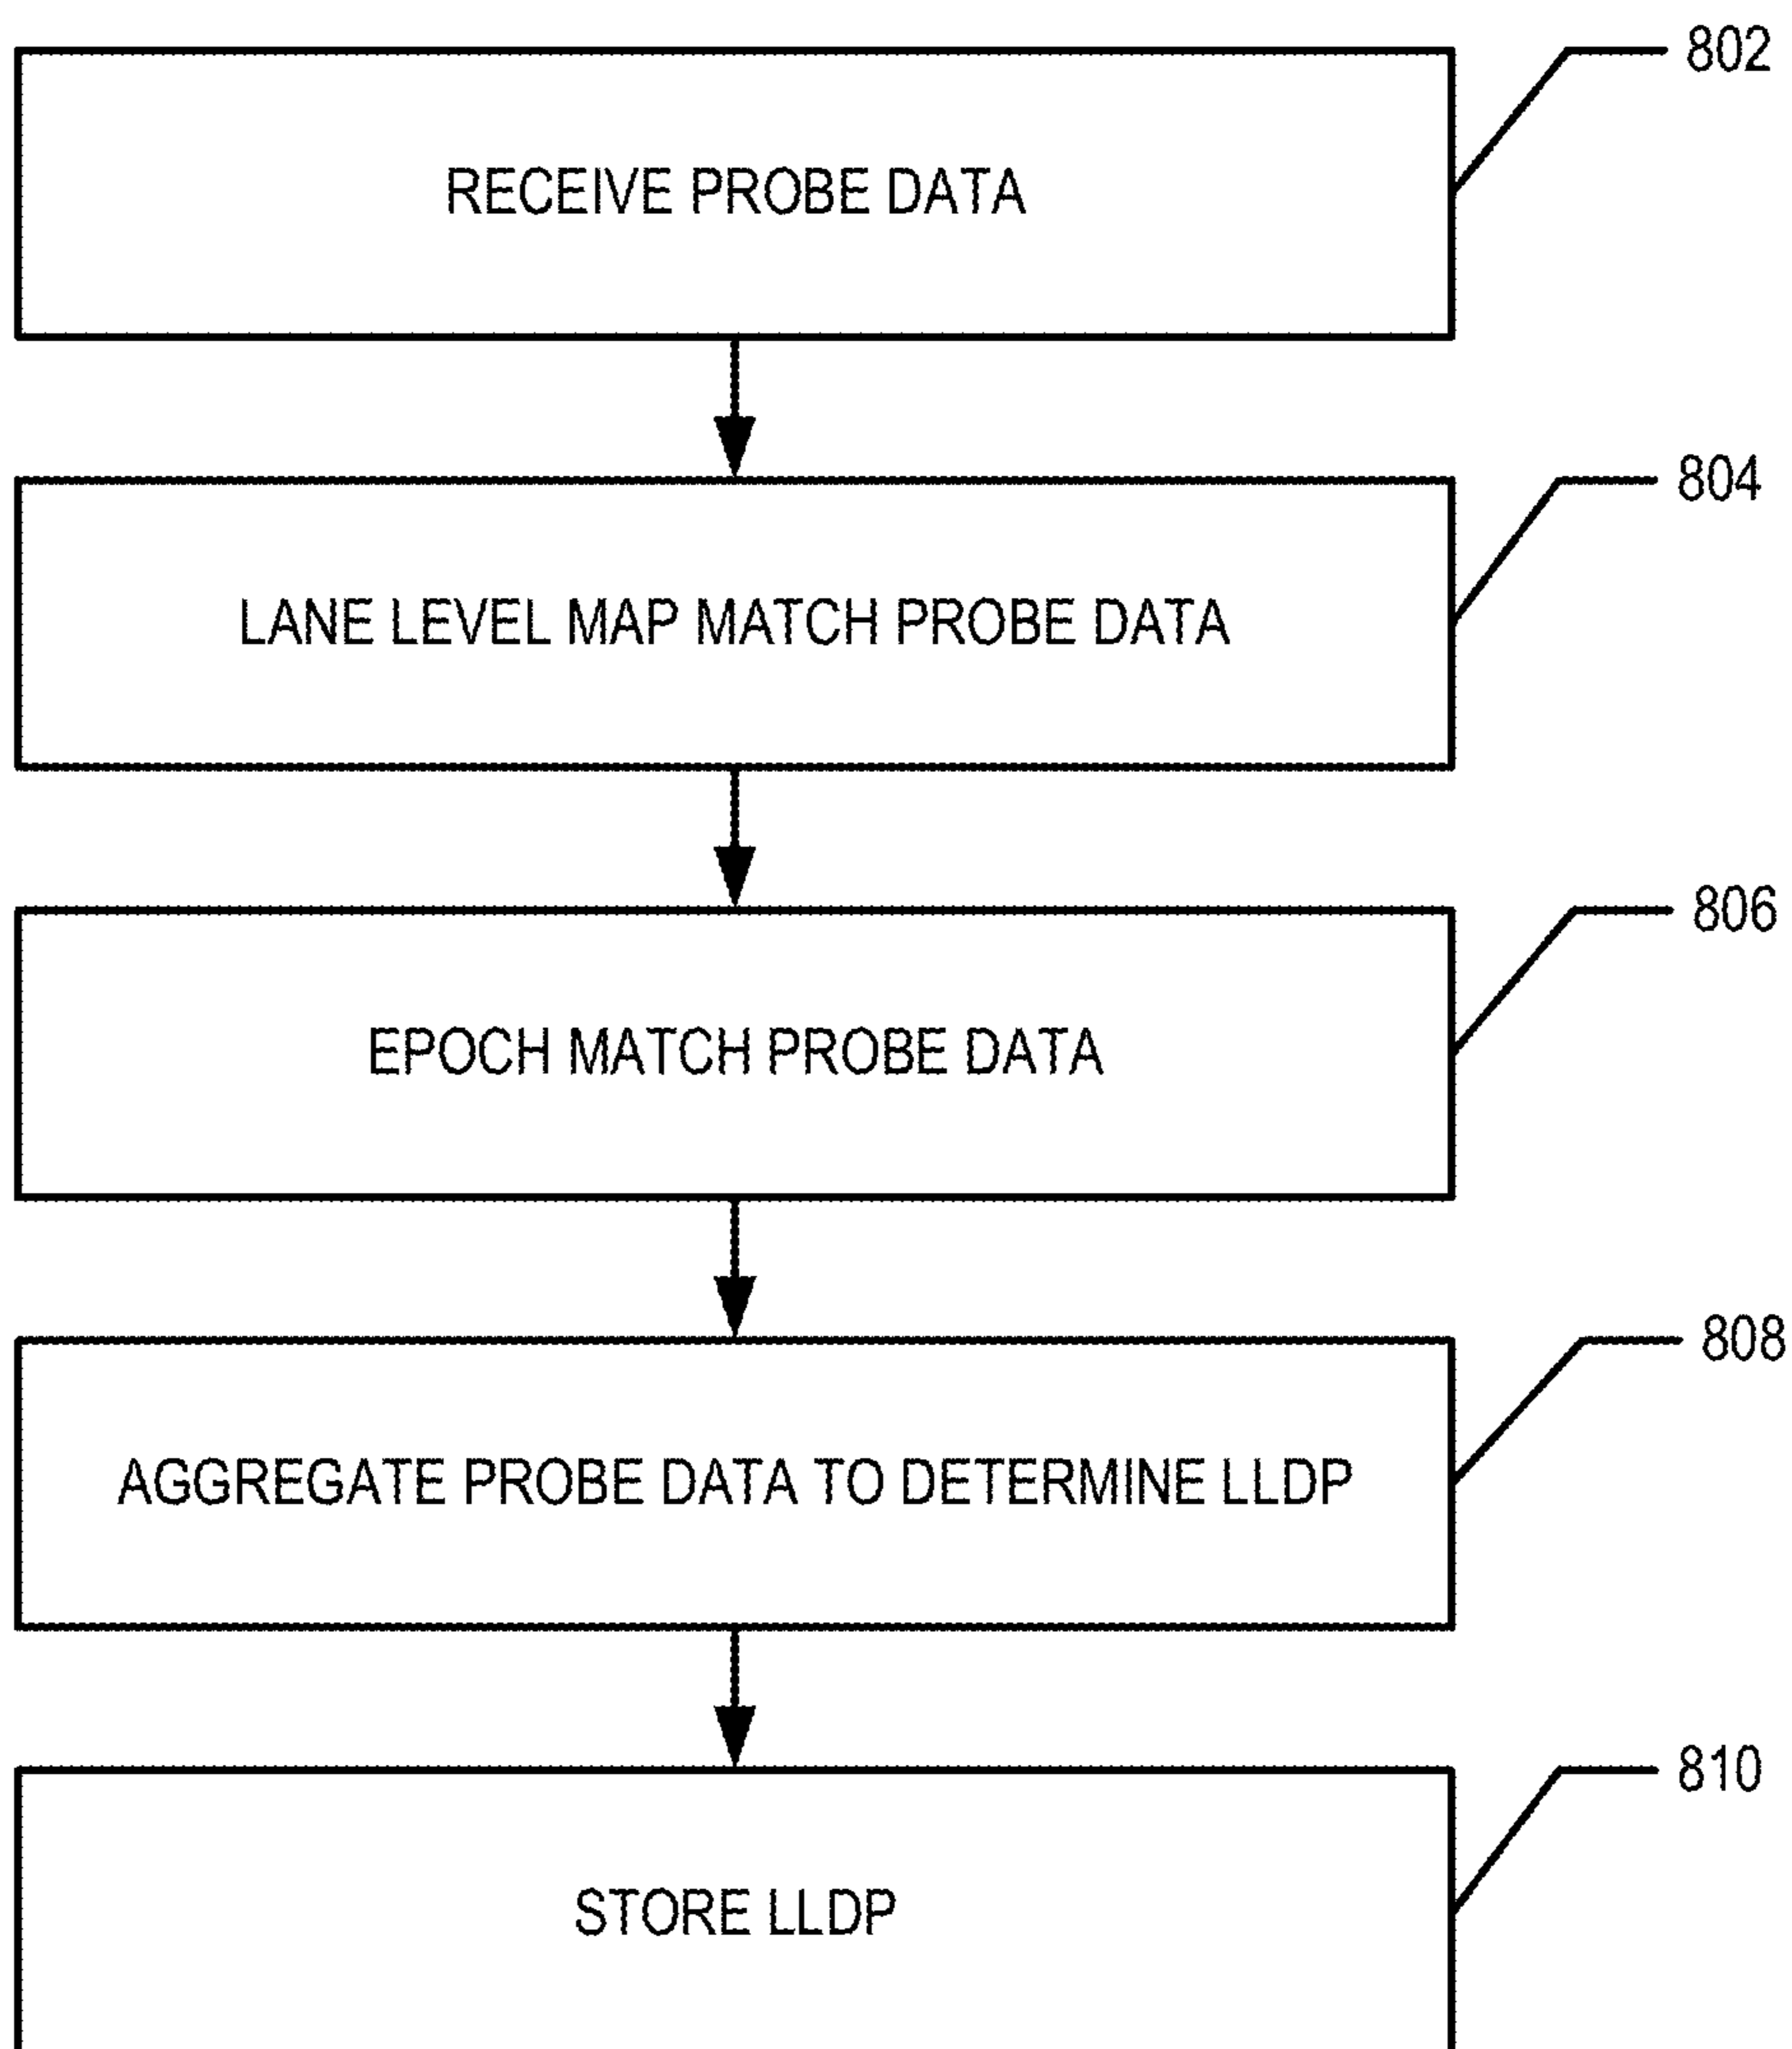 802
RECEIVE PROBE DATA
804
LANE LEVEL MAP MATCH PROBE DATA
806
EPOCH MATCH PROBE DATA
808
AGGREGATE PROBE DATA TO DETERMINE LLDP
810
STORE LLDP